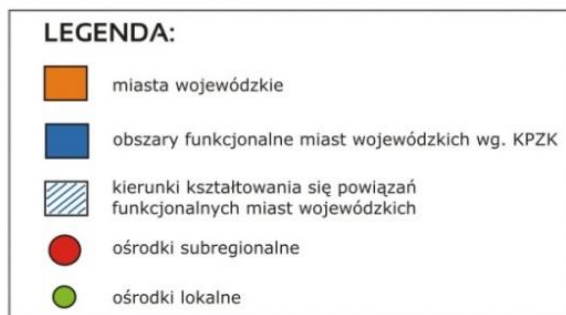 LEGENDA:
miasta wojewódzkie
obszary funkcjonalne miast wojewódzkich wg. KPZK
kierunki kształtowania się powiązań
funkcjonalnych miast wojewódzkich
ośrodki subregionalne
ośrodki lokalne